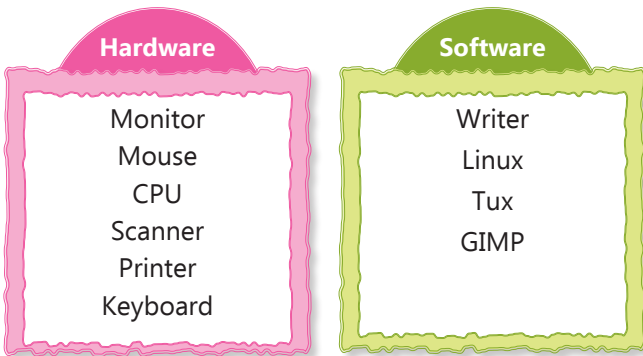 Hardware
Monitor
Mouse
CPU
Scanner
Printer
Keyboard
Software
Writer
Linux
Tux
GIMP